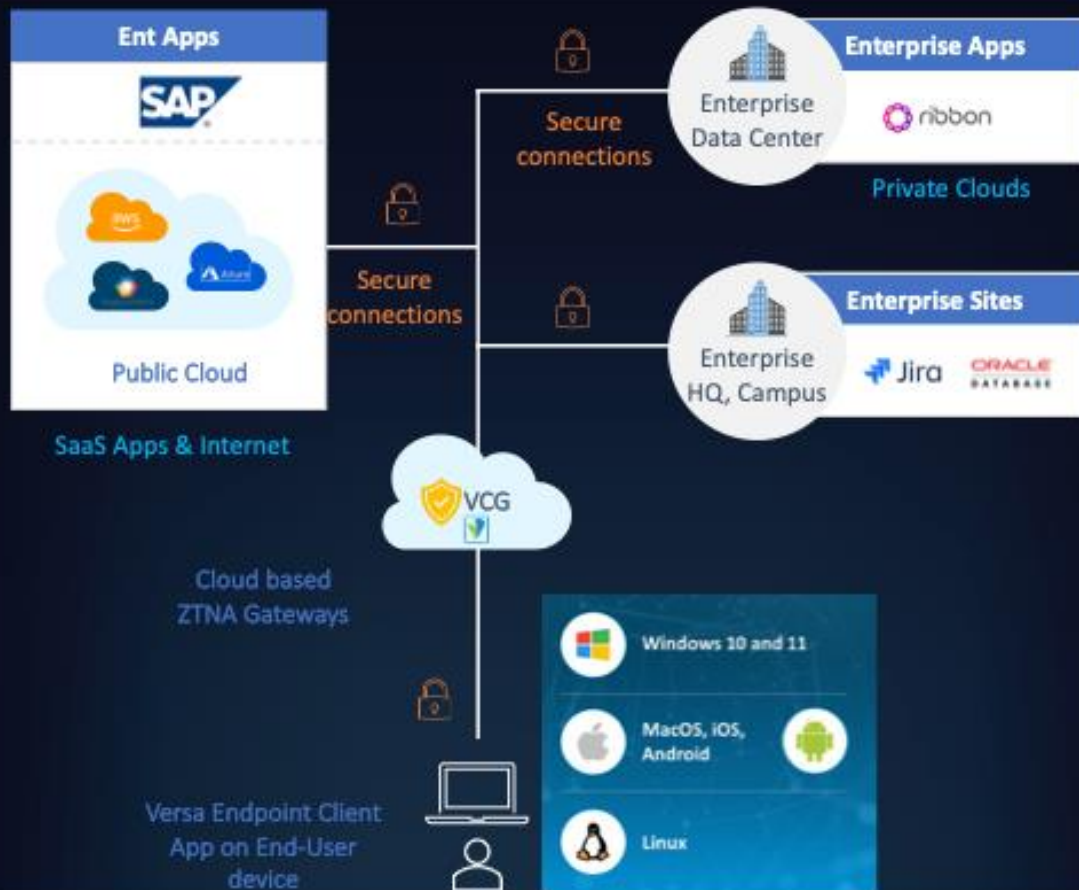 Ent Apps
SAP
aws
Azure
Public Cloud
SaaS Apps & Internet
Secure
connections
Secure
connections
Enterprise
Data Center
Enterprise Apps
ribbon
Private Clouds
Enterprise
HQ, Campus
Enterprise Sites
Jira
ORACLE
DATABASE
VCG
Cloud based
ZTNA Gateways
Windows 10 and 11
MacOS, iOS,
Android
Linux
Versa Endpoint Client
App on End-User
device